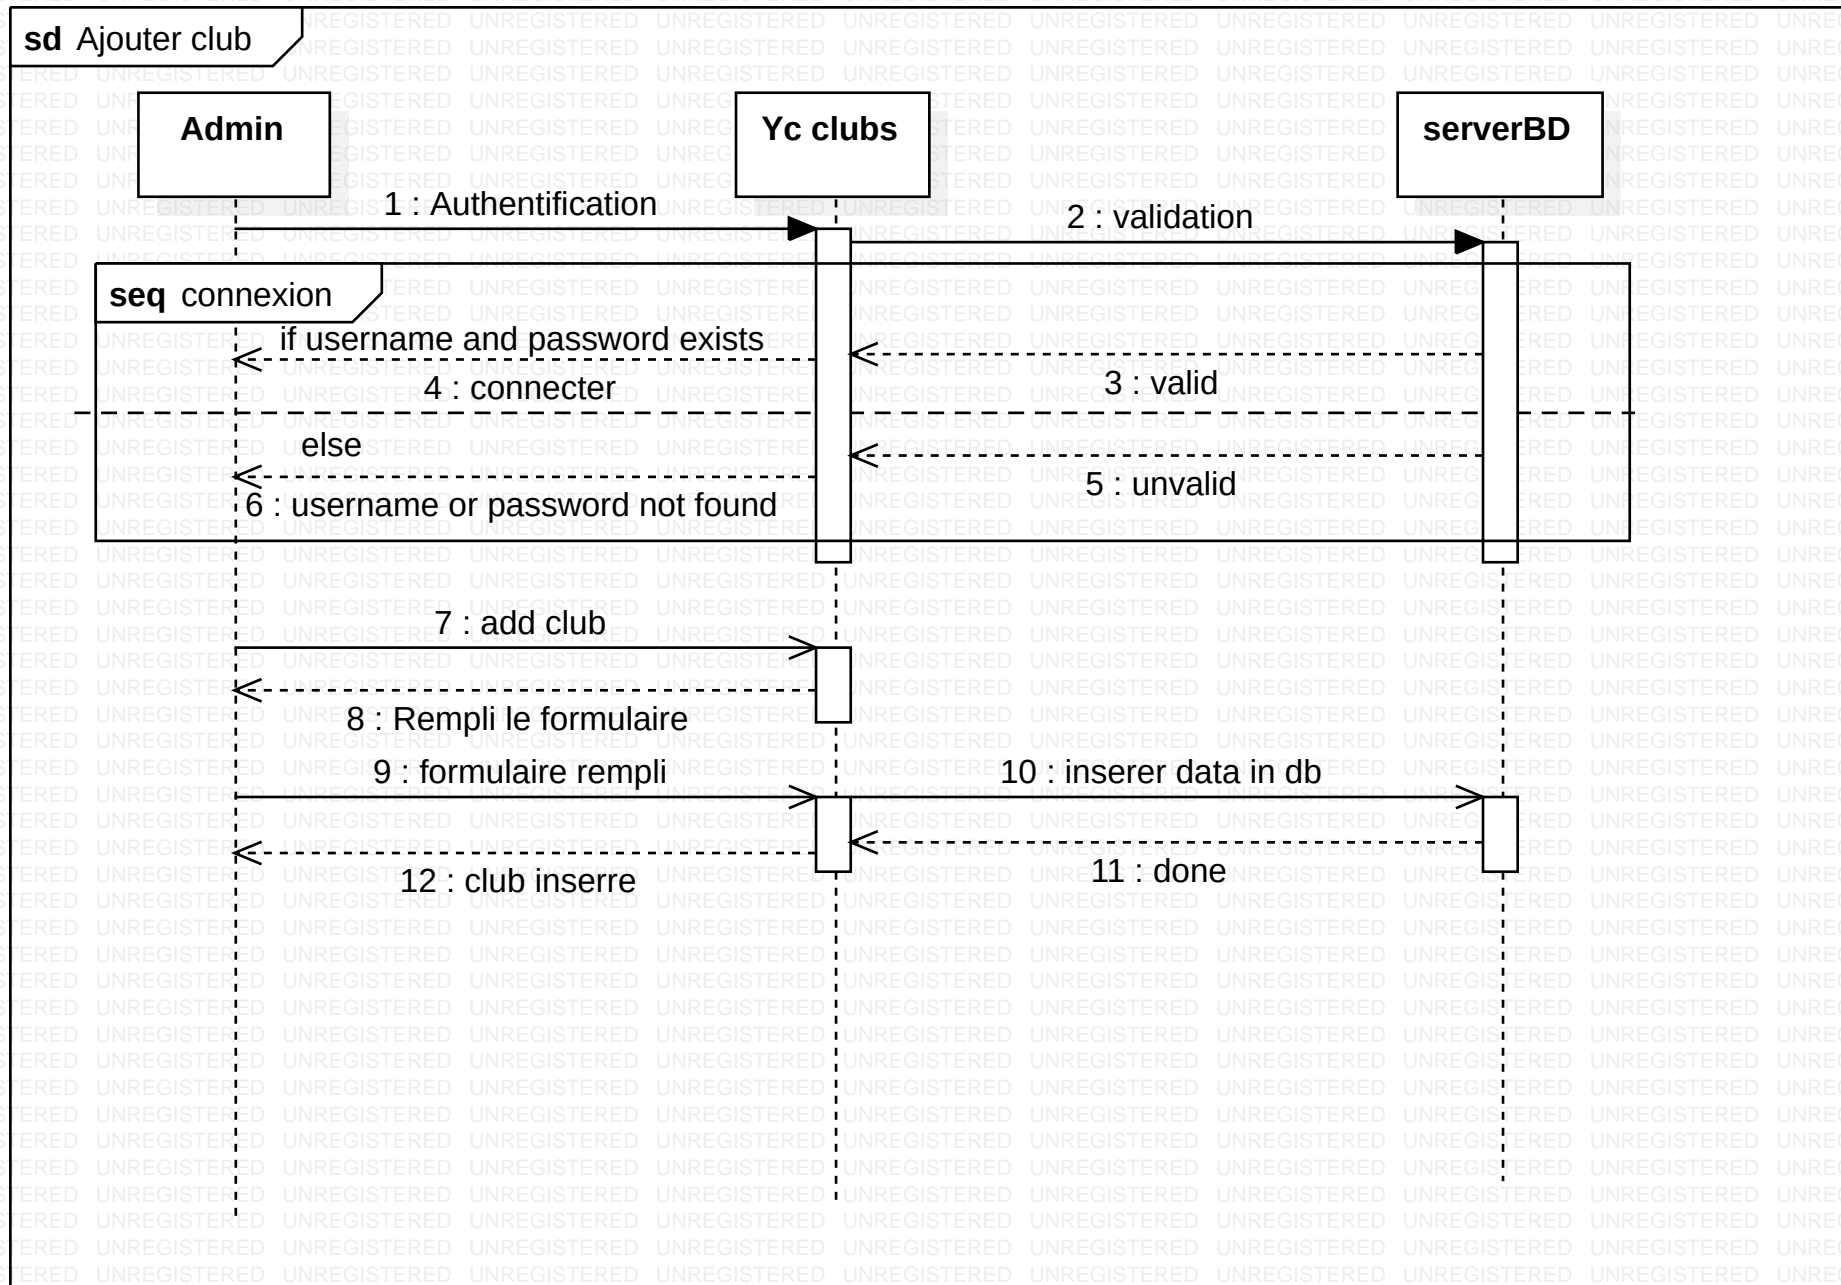 sd Ajouter club
Admin
Yc clubs
serverBD
1 : Authentification
2 : validation
seq connexion
if username and password exists
4 : connecter
3 : valid
else
6 : username or password not found
5 : unvalid
7 : add club
8 : Rempli le formulaire
9 : formulaire rempli
10 : inserer data in db
11 : done
12 : club inserre
UNREGISTERED